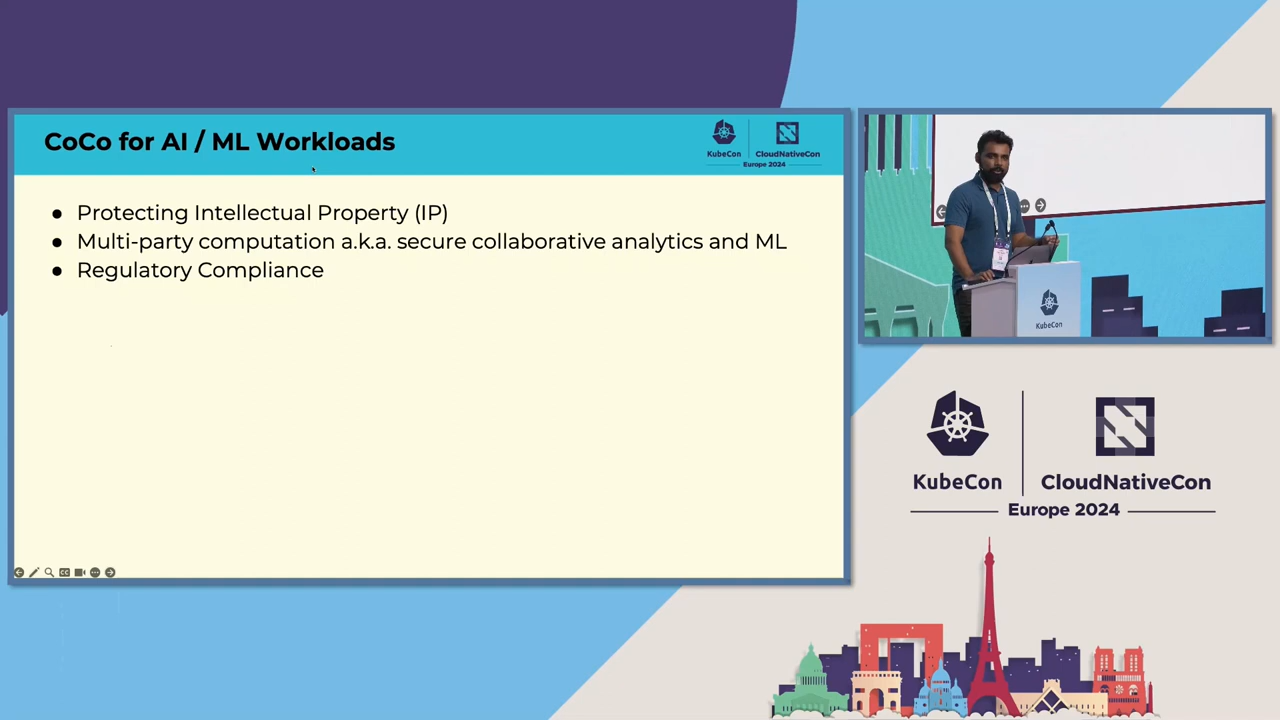 CoCo for AI / ML Workloads
KubeCon
CloudNativeCon
Europe 2024
● Protecting Intellectual Property (IP)
● Multi-party computation a.k.a. secure collaborative analytics and ML
● Regulatory Compliance
KubeCon
KubeCon
CloudNativeCon
Europe 2024